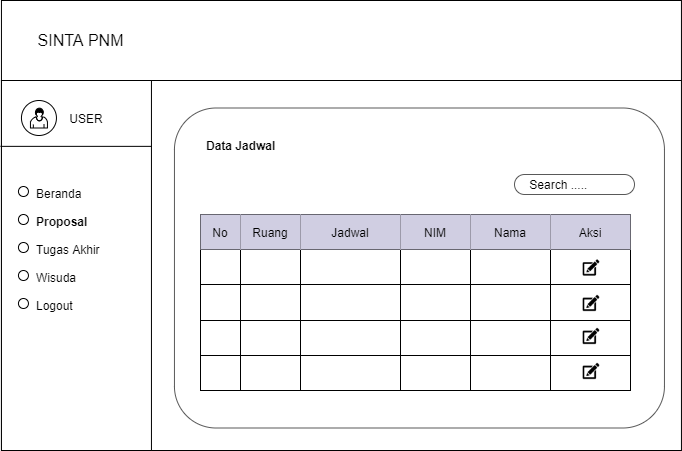 SINTA PNM
USER
Beranda
Proposal
Tugas Akhir
Wisuda
Logout
Data Jadwal
Search .....
No Ruang Jadwal NIM Nama Aksi